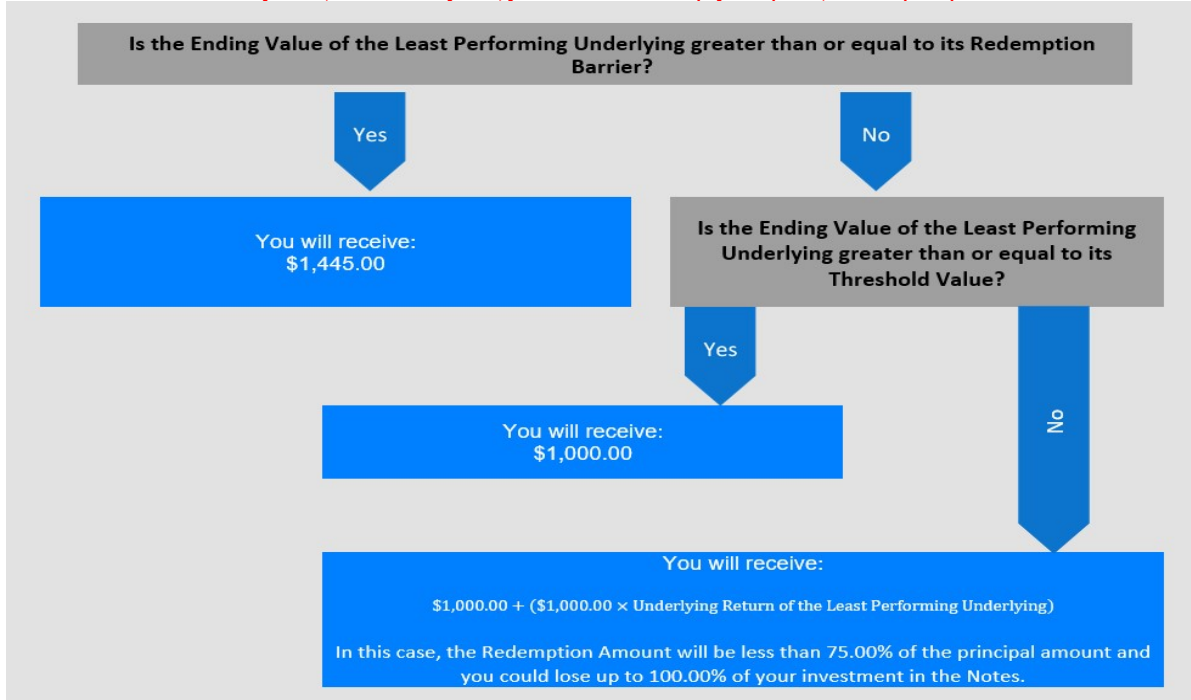 Is the Ending Value of the Least Performing Underlying greater than or equal to its Redemption
Barrier?
Yes
No
You will receive:
$1,445.00
Is the Ending Value of the Least Performing
Underlying greater than or equal to its
Threshold Value?
Yes
No
You will receive:
$1,000.00
You will receive:
$1,000.00 + ($1,000.00 × Underlying Return of the Least Performing Underlying)
In this case, the Redemption Amount will be less than 75.00% of the principal amount and
you could lose up to 100.00% of your investment in the Notes.